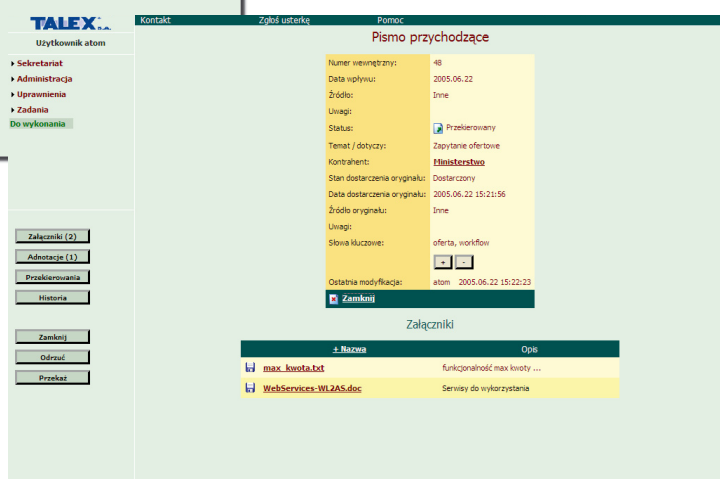 TALEX S.A.
Użytkownik atom
Sekretariat
Administracja
Uprawnienia
Zadania
Do wykonania
Załączniki (2)
Adnotacje (1)
Przekierowania
Historia
Zamknij
Odrzuć
Przekaż
Kontakt Zgłoś usterkę Pomoc
Pismo przychodzące
Numer wewnętrzny: 48
Data wpływu: 2005.06.22
Źródło: Inne
Uwagi:
Status: Przekierowany
Temat / dotyczy: Zapytanie ofertowe
Kontrahent: Ministerstwo
Stan dostarczenia oryginału: Dostarczony
Data dostarczenia oryginału: 2005.06.22 15:21:56
Źródło oryginału: Inne
Uwagi:
Słowa kluczowe: oferta, workflow
+ -
Ostatnia modyfikacja: atom 2005.06.22 15:22:23
Zamknij
Załączniki
+ Nazwa Opis
max_kwota.txt funkcjonalność max kwoty ...
WebServices-WL2AS.doc Serwisy do wykorzystania